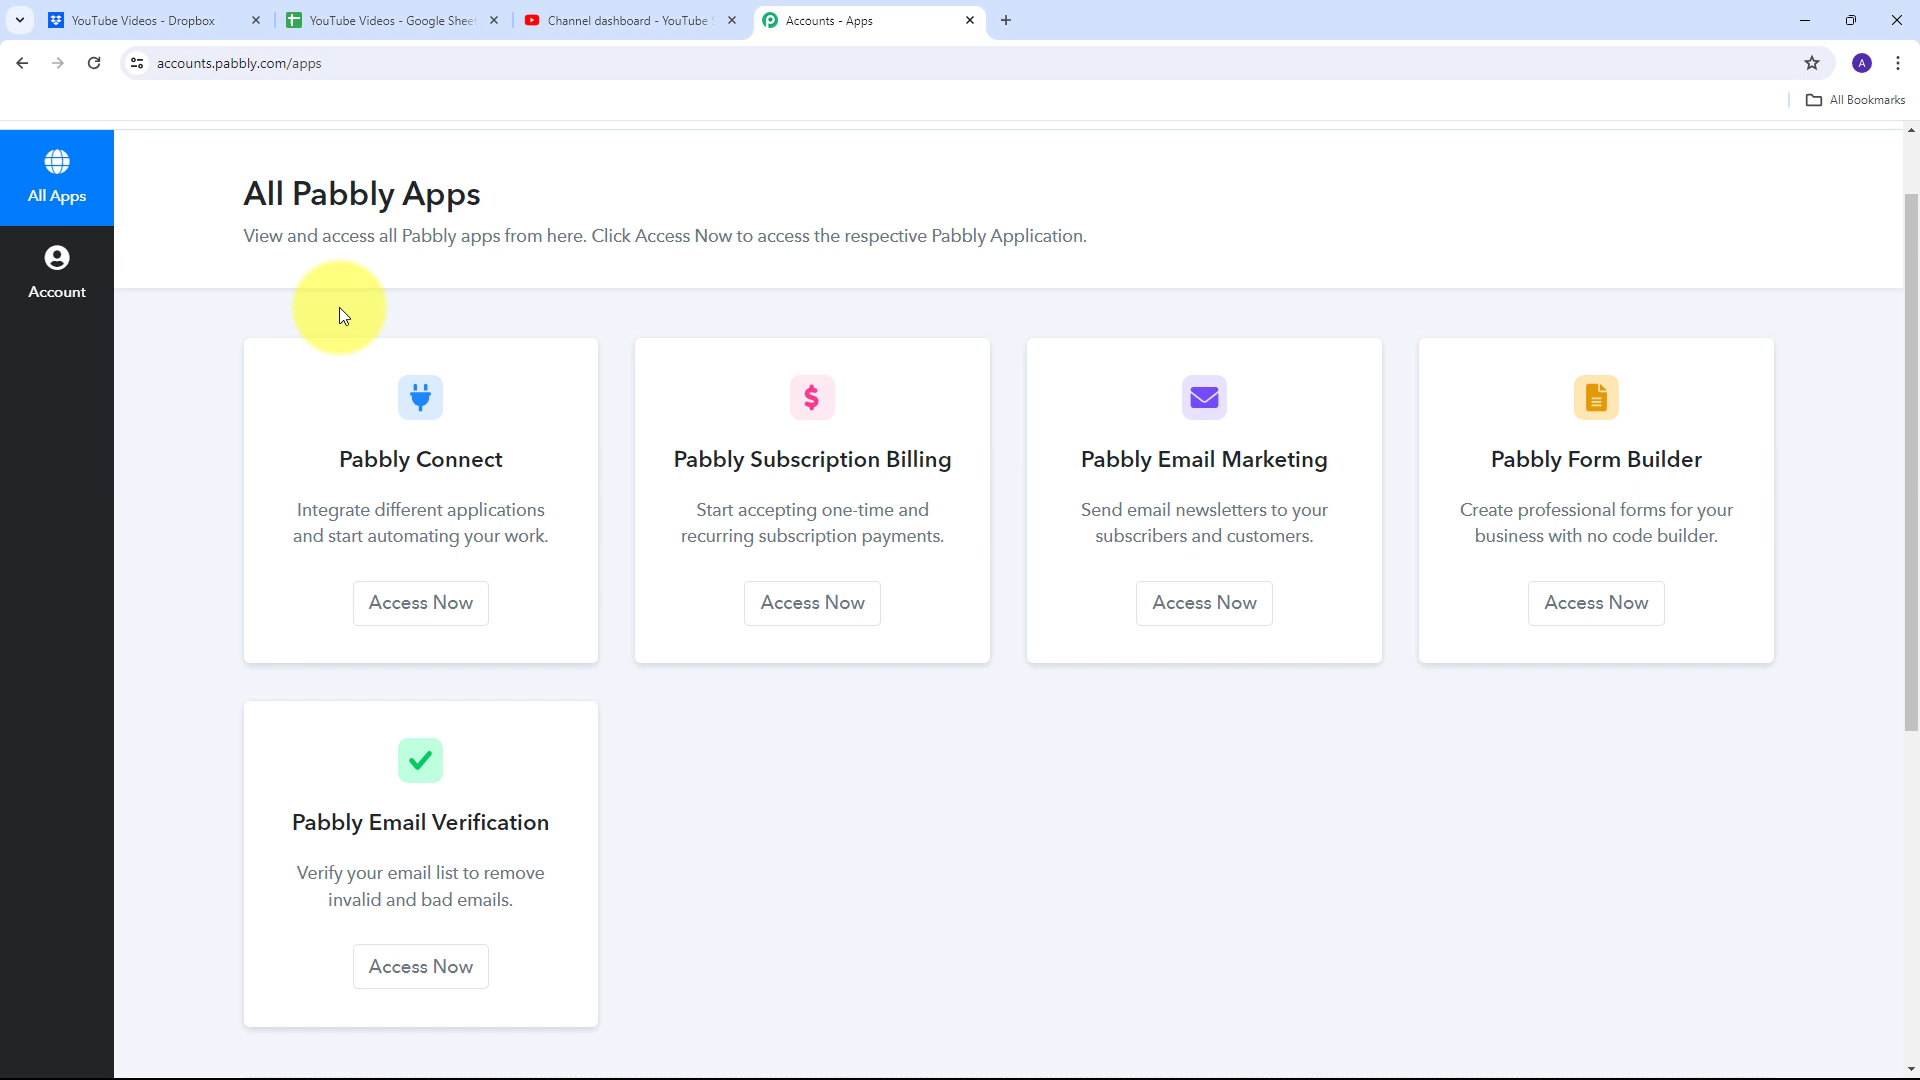 YouTube Videos - Dropbox
YouTube Videos - Google Sheet
Channel dashboard - YouTube S
Accounts - Apps
accounts.pabbly.com/apps
A
All Bookmarks
All Apps
Account
All Pabbly Apps
View and access all Pabbly apps from here. Click Access Now to access the respective Pabbly Application.
Pabbly Connect
Integrate different applications
and start automating your work.
Access Now
Pabbly Subscription Billing
Start accepting one-time and
recurring subscription payments.
Access Now
Pabbly Email Marketing
Send email newsletters to your
subscribers and customers.
Access Now
Pabbly Form Builder
Create professional forms for your
business with no code builder.
Access Now
Pabbly Email Verification
Verify your email list to remove
invalid and bad emails.
Access Now